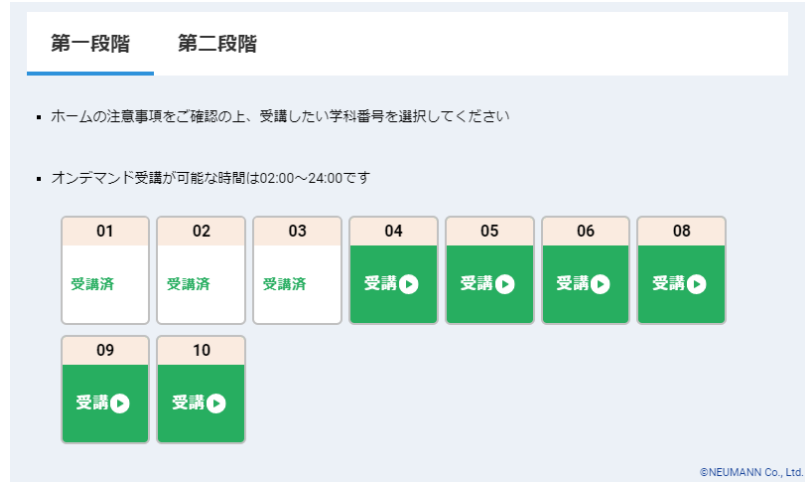 第一段階 第二段階
ホームの注意事項をご確認の上、受講したい学科番号を選択してください
オンデマンド受講が可能な時間は02:00～24:00です
01 02 03 04 05 06 08
受講済 受講済 受講済 受講 受講 受講 受講
09 10
受講 受講
©NEUMANN Co., Ltd.